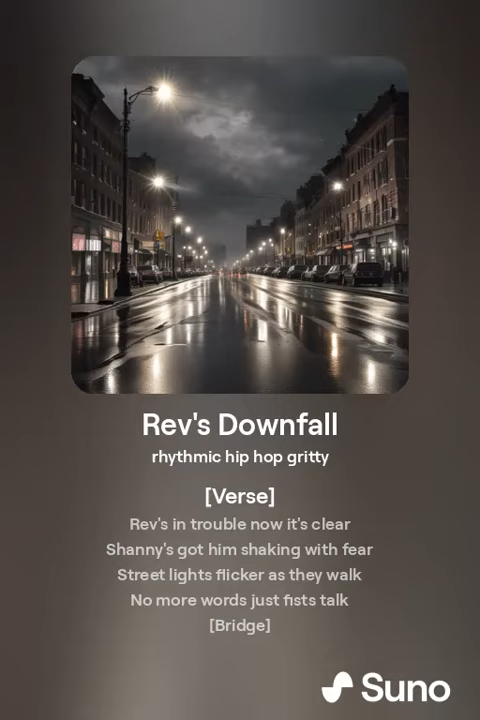 Rev's Downfall
rhythmic hip hop gritty
[Verse]
Rev's in trouble now it's clear
Shanny's got him shaking with fear
Street lights flicker as they walk
No more words just fists talk
[Bridge]
Suno